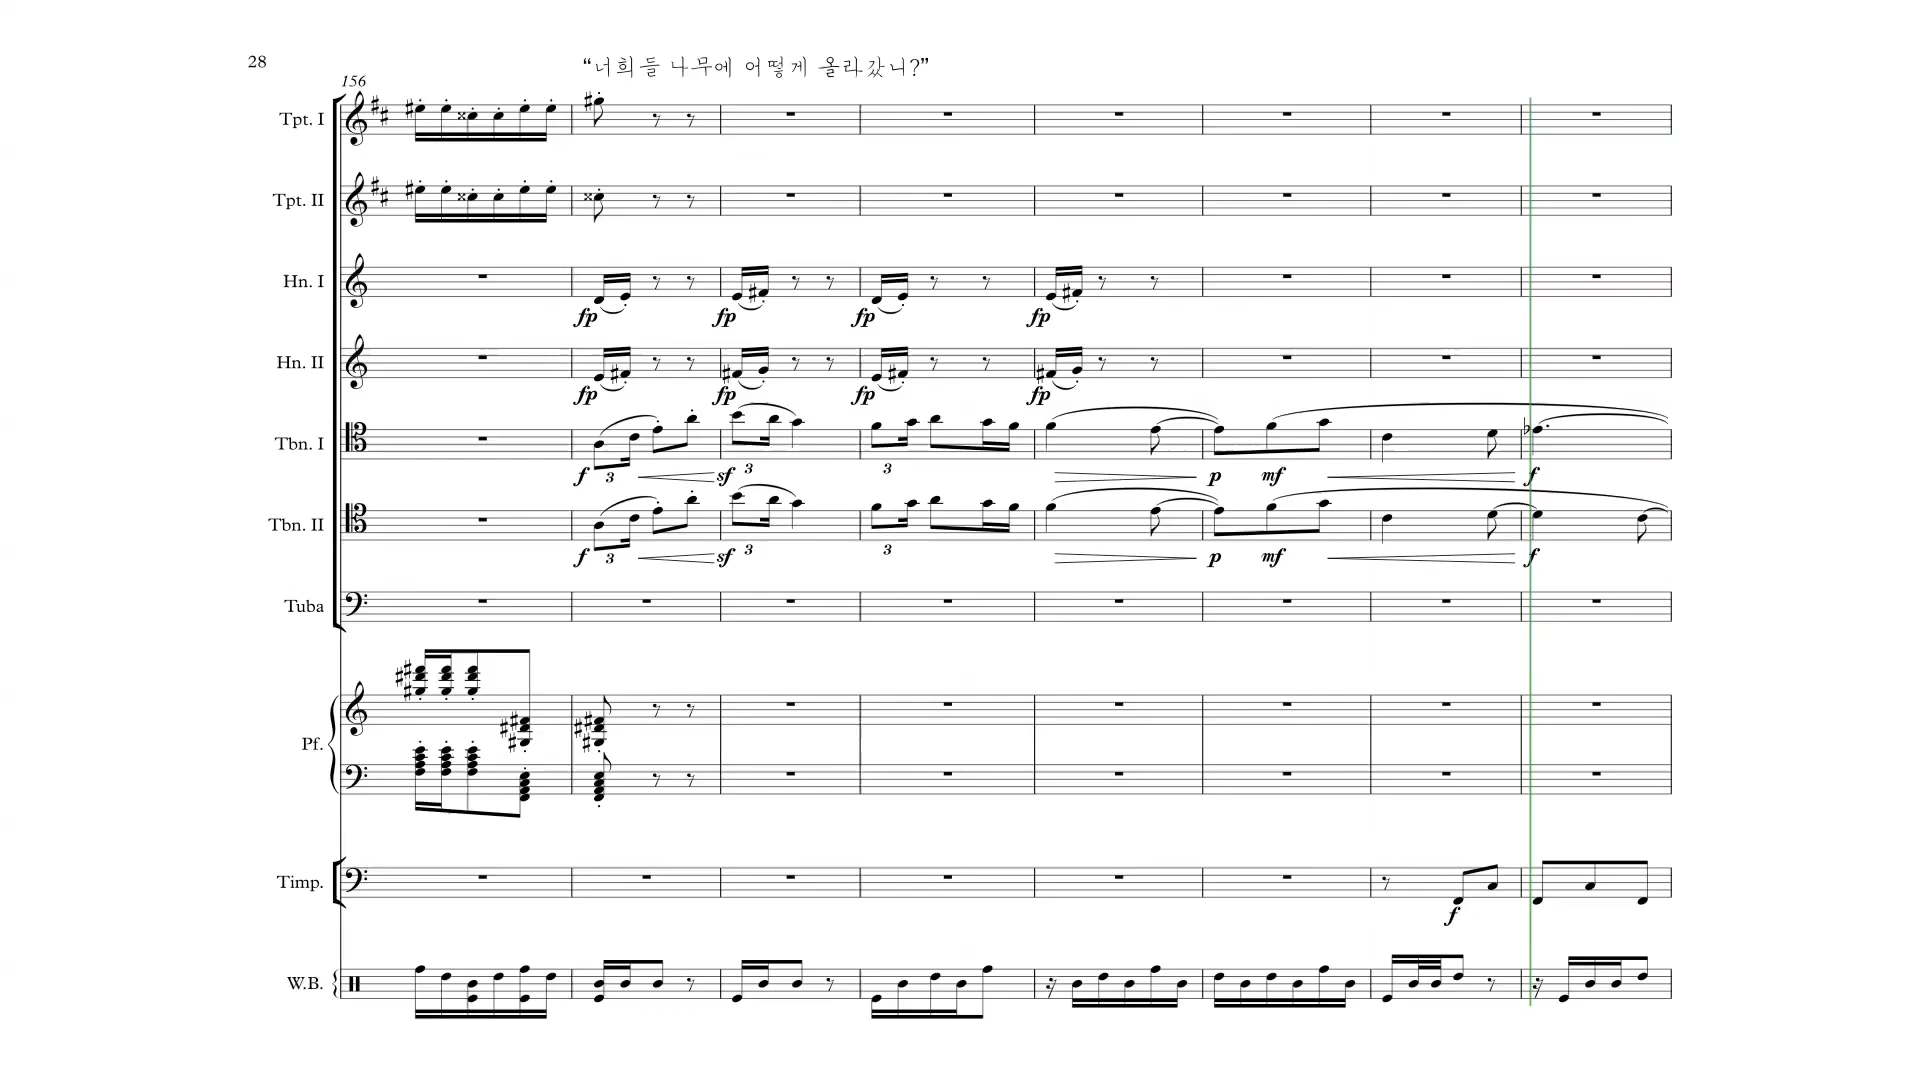 28
“너희들 나무에 어떻게 올라갔니?”
156
Tpt. I
Tpt. II
Hn. I
fp fp fp fp
Hn. II
fp fp fp fp
Tbn. I
f 3 sf 3 3 p mf f
Tbn. II
f 3 sf 3 3 p mf f
Tuba
Pf.
Timp.
f
W.B.